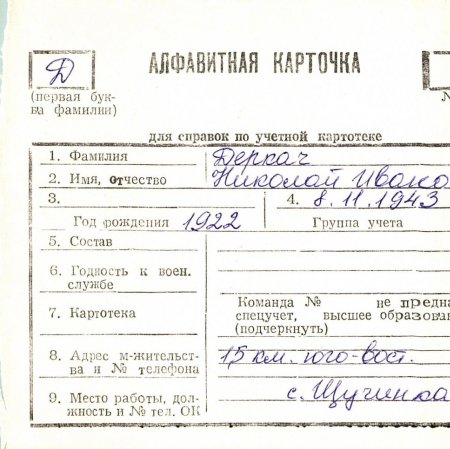 Д
АЛФАВИТНАЯ КАРТОЧКА
(первая бук-
ва фамилии)
№
для справок по учетной картотеке
1. Фамилия Деркач
2. Имя, отчество Николай Ивано
3. 4. 8.11.1943
Год рождения 1922 Группа учета
5. Состав
6. Годность к воен.
службе
Команда № не предна
7. Картотека спецучет, высшее образова
(подчеркнуть)
8. Адрес м-жительст-
ва и № телефона 15 км. юго-вост.
9. Место работы, дол-
жность и № тел. ОК с. Щучинка